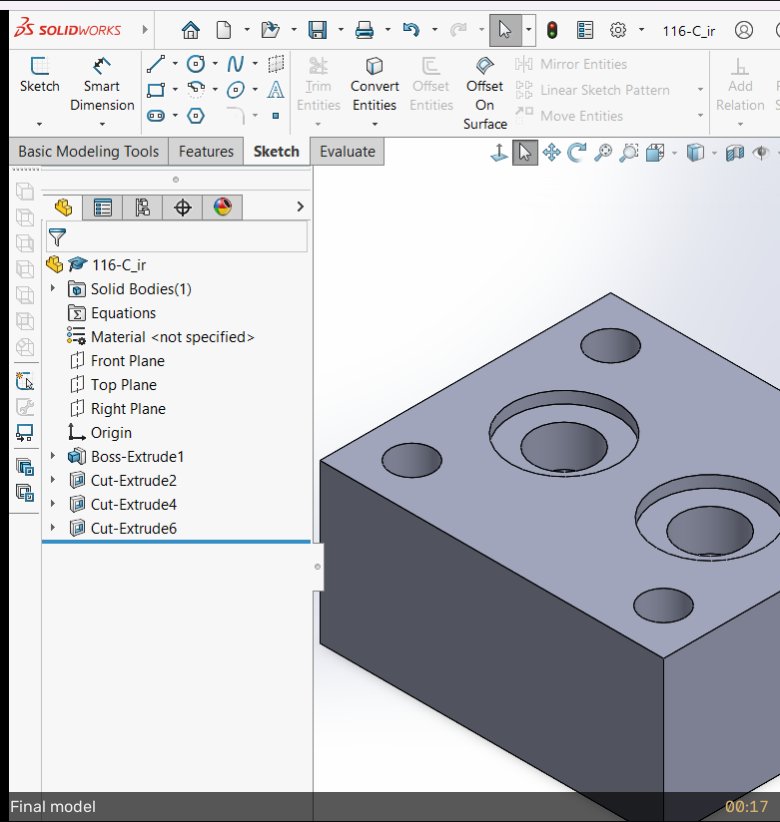 SOLIDWORKS
116-C_ir
Sketch
Smart Dimension
Trim Entities
Convert Entities
Offset Entities
Offset On Surface
Mirror Entities
Linear Sketch Pattern
Move Entities
Add Relation
Basic Modeling Tools
Features
Sketch
Evaluate
116-C_ir
Solid Bodies(1)
Equations
Material <not specified>
Front Plane
Top Plane
Right Plane
Origin
Boss-Extrude1
Cut-Extrude2
Cut-Extrude4
Cut-Extrude6
Final model
00:17